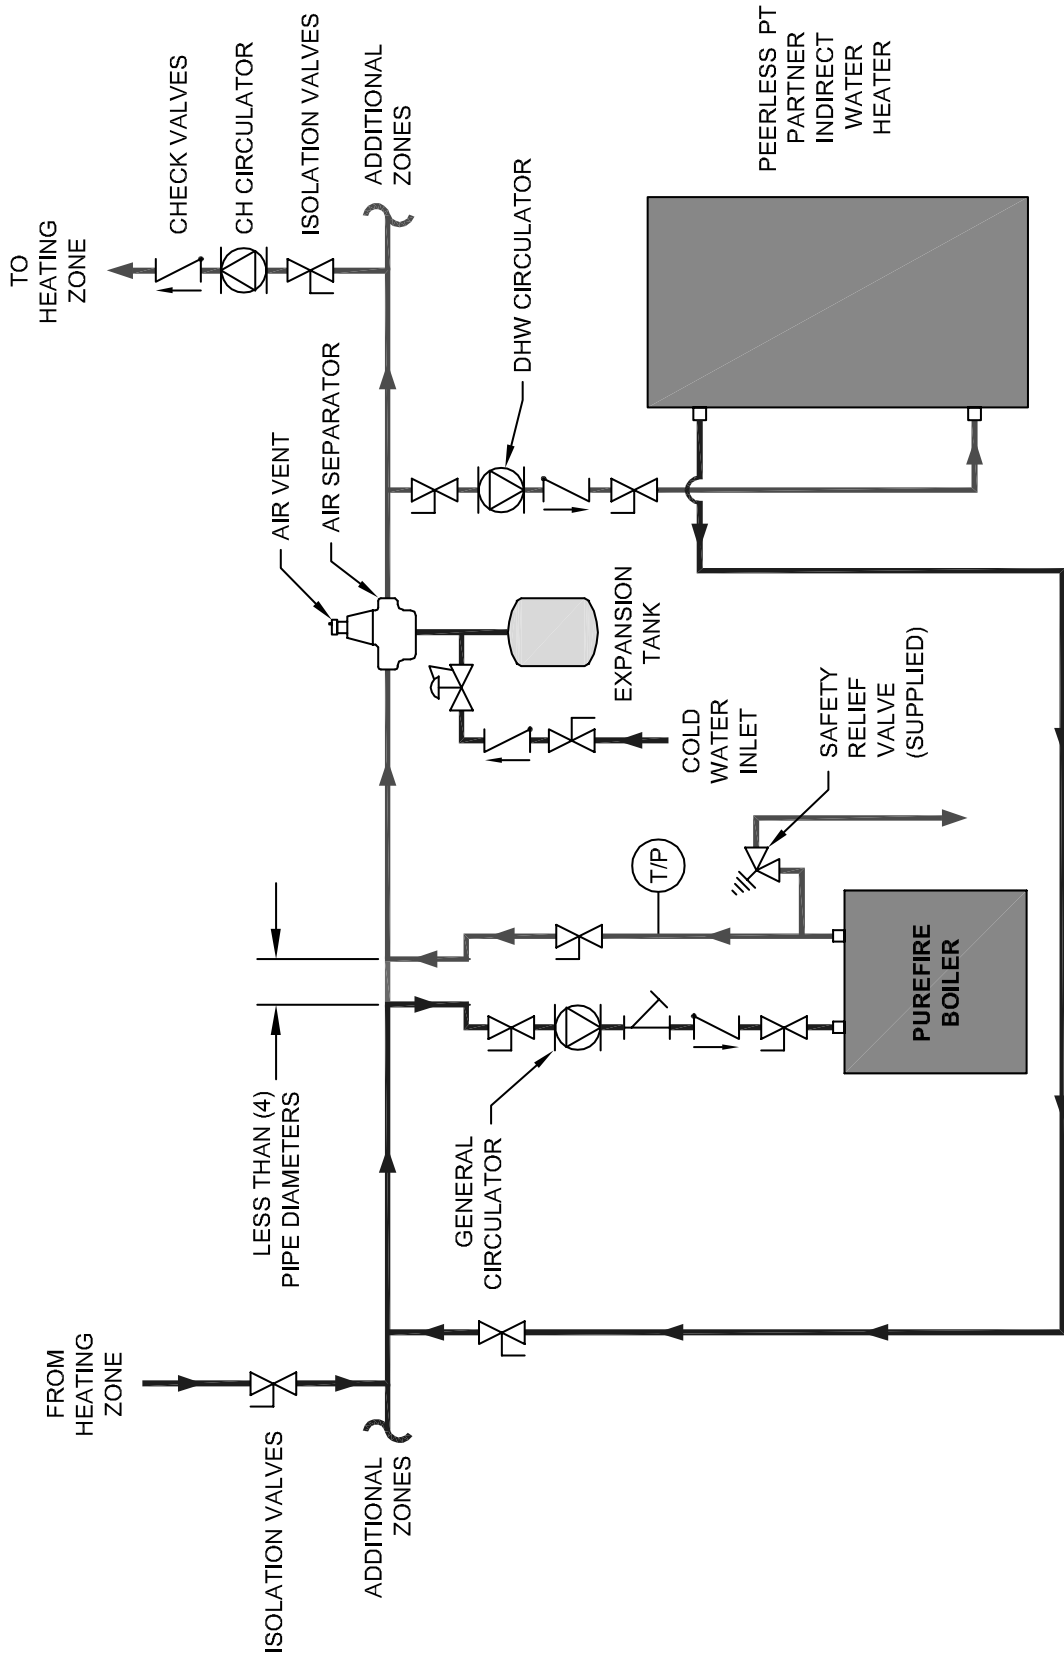 FROM
HEATING
ZONE
ISOLATION VALVES
ADDITIONAL
ZONES
LESS THAN (4)
PIPE DIAMETERS
GENERAL
CIRCULATOR
PUREFIRE
BOILER
T/P
SAFETY
RELIEF
VALVE
(SUPPLIED)
COLD
WATER
INLET
EXPANSION
TANK
AIR VENT
AIR SEPARATOR
DHW CIRCULATOR
TO
HEATING
ZONE
CHECK VALVES
CH CIRCULATOR
ISOLATION VALVES
ADDITIONAL
ZONES
PEERLESS PT
PARTNER
INDIRECT
WATER
HEATER